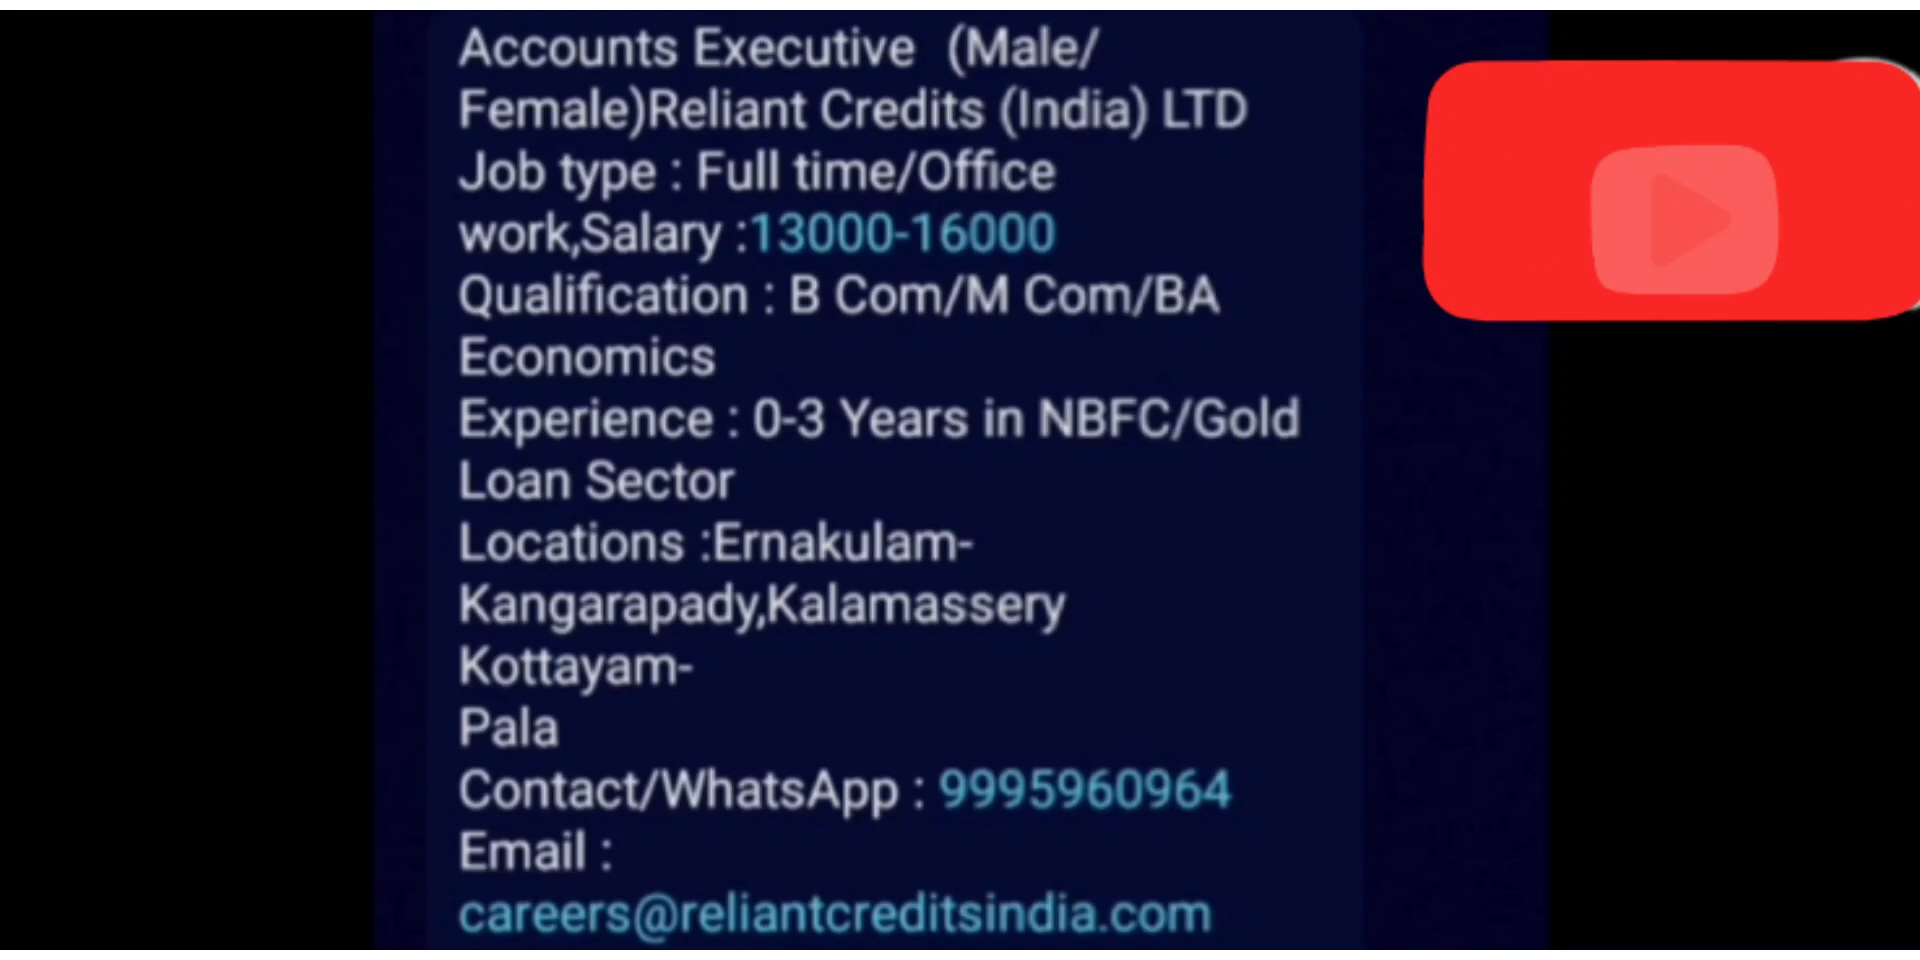 Accounts Executive  (Male/
Female)Reliant Credits (India) LTD
Job type : Full time/Office
work,Salary :13000-16000
Qualification : B Com/M Com/BA
Economics
Experience : 0-3 Years in NBFC/Gold
Loan Sector
Locations :Ernakulam-
Kangarapady,Kalamassery
Kottayam-
Pala
Contact/WhatsApp : 9995960964
Email :
careers@reliantcreditsindia.com